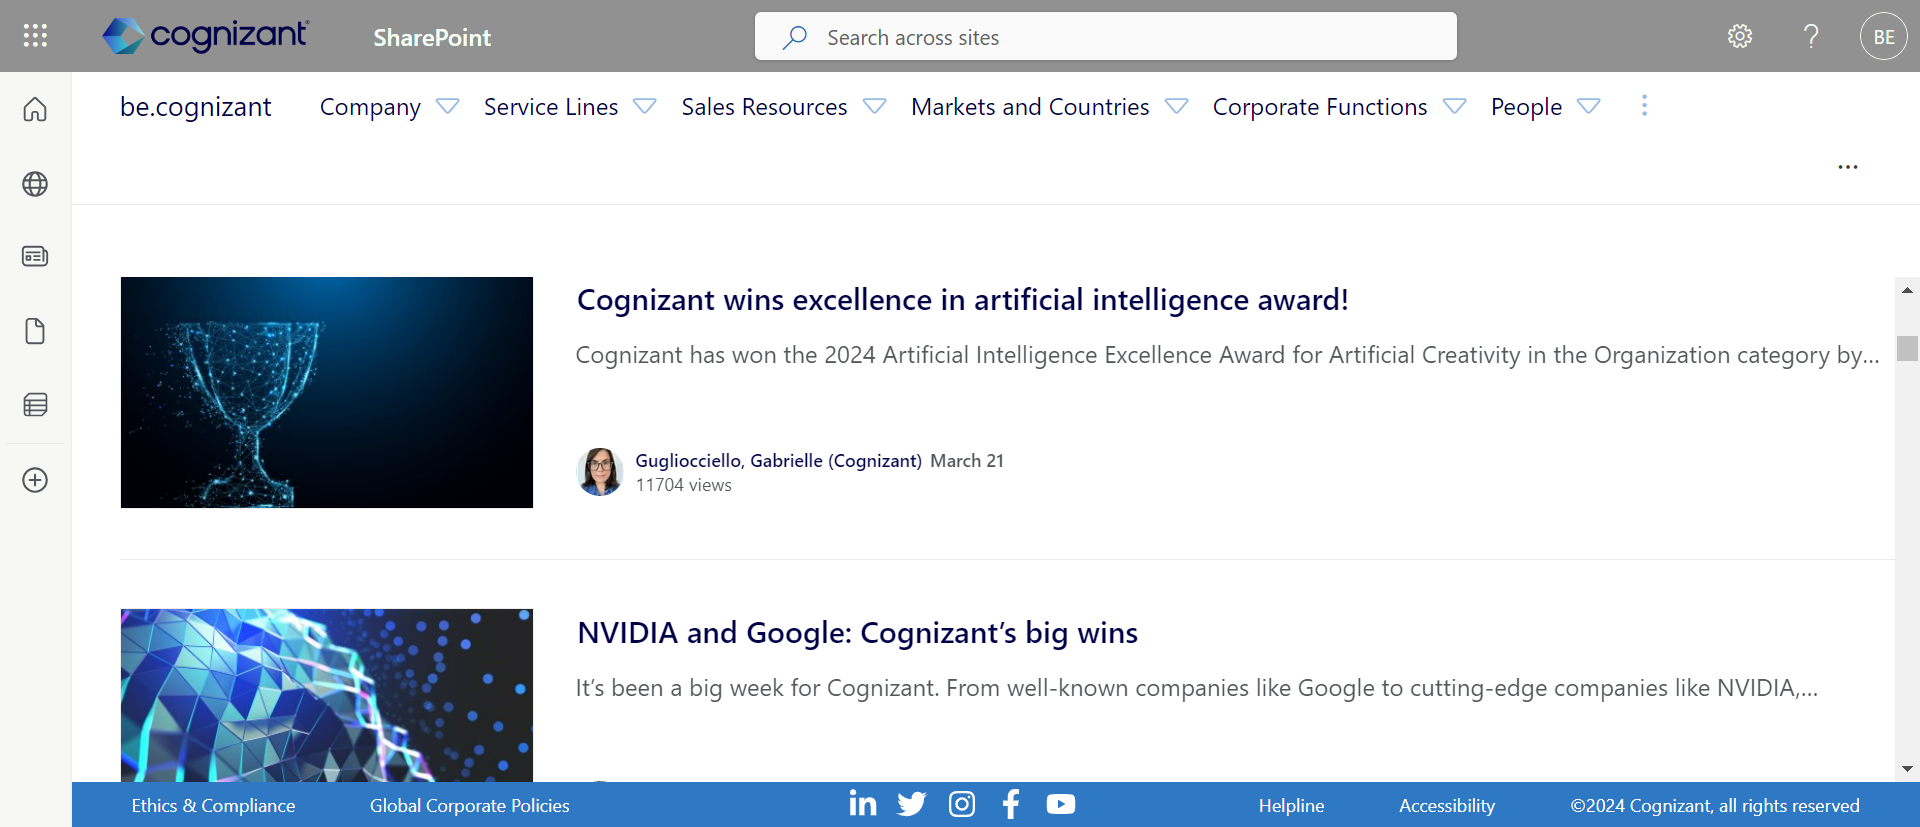 cognizant
SharePoint
Search across sites
?
BE
be.cognizant
Company
Service Lines
Sales Resources
Markets and Countries
Corporate Functions
People
...
Cognizant wins excellence in artificial intelligence award!
Cognizant has won the 2024 Artificial Intelligence Excellence Award for Artificial Creativity in the Organization category by...
Gugliocciello, Gabrielle (Cognizant) March 21
11704 views
NVIDIA and Google: Cognizant’s big wins
It’s been a big week for Cognizant. From well-known companies like Google to cutting-edge companies like NVIDIA,...
Ethics & Compliance
Global Corporate Policies
in
Helpline
Accessibility
©2024 Cognizant, all rights reserved